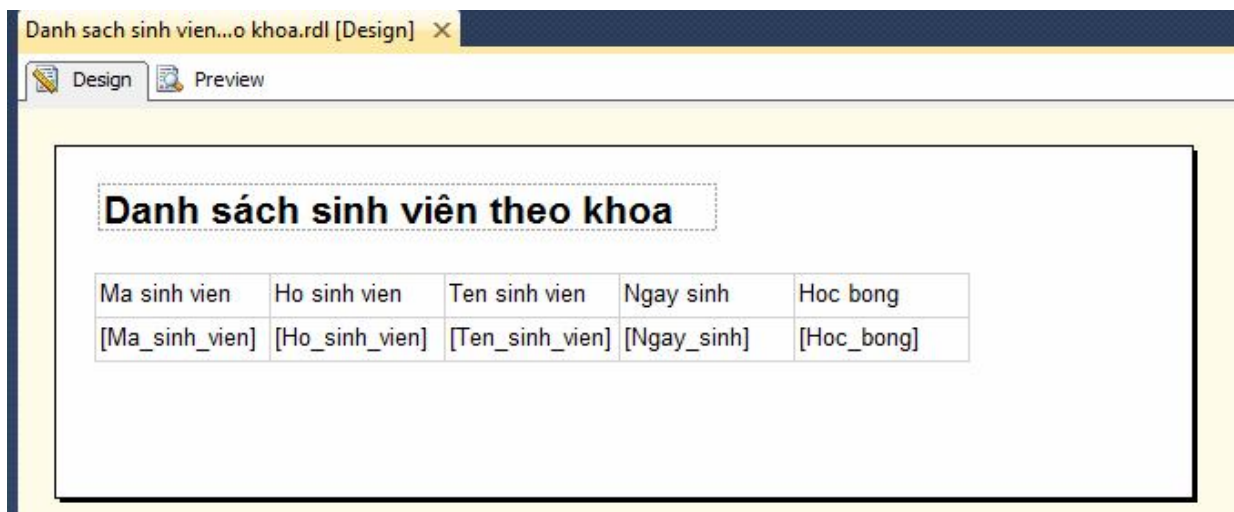 Danh sach sinh vien...o khoa.rdl [Design]
Design Preview
Danh sách sinh viên theo khoa
Ma sinh vien Ho sinh vien Ten sinh vien Ngay sinh Hoc bong
[Ma_sinh_vien] [Ho_sinh_vien] [Ten_sinh_vien] [Ngay_sinh] [Hoc_bong]